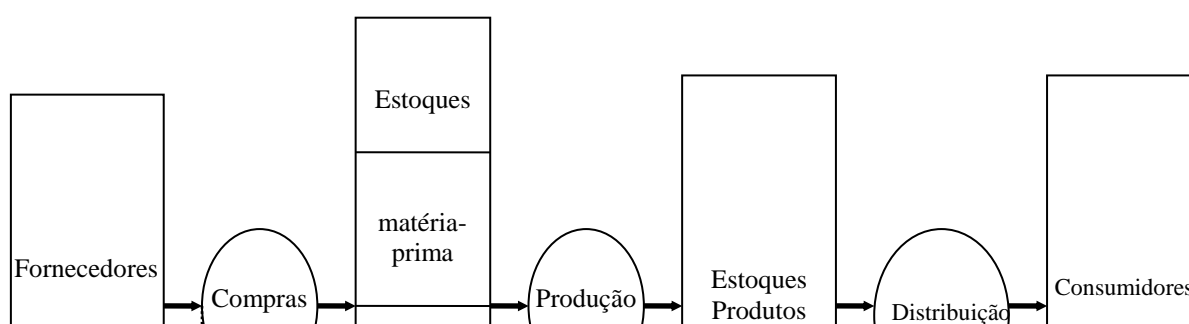 Fornecedores
Compras
Estoques
matéria-
prima
Produção
Estoques
Produtos
Distribuição
Consumidores